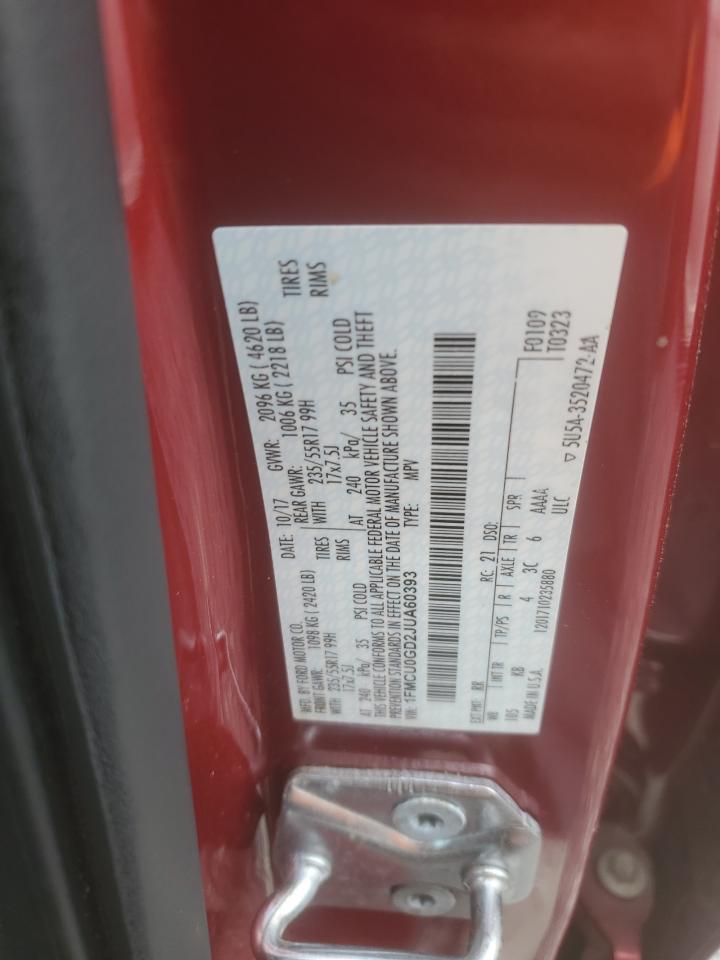 MFD. BY FORD MOTOR CO. DATE: 10/17 GVWR: 2096 KG ( 4620 LB)
FRONT GAWR: 1098 KG (2420 LB) REAR GAWR: 1006 KG ( 2218 LB)
WITH 235/55R17 99H TIRES WITH 235/55R17 99H TIRES
17x7.5J RIMS 17x7.5J RIMS
AT 240 kPa/ 35 PSI COLD AT 240 kPa/ 35 PSI COLD
THIS VEHICLE CONFORMS TO ALL APPLICABLE FEDERAL MOTOR VEHICLE SAFETY AND THEFT
PREVENTION STANDARDS IN EFFECT ON THE DATE OF MANUFACTURE SHOWN ABOVE.
VIN: 1FMCU0GD2JUA60393 TYPE: MPV
EXT PNT: RR RC: 21 DSO: F0109
WB INT TR TP/PS R AXLE TR SPR T0323
105 KB 4 3C 6 AAAA
MADE IN U.S.A. ULC ▽ 5U5A-3520472-AA
1201710235880